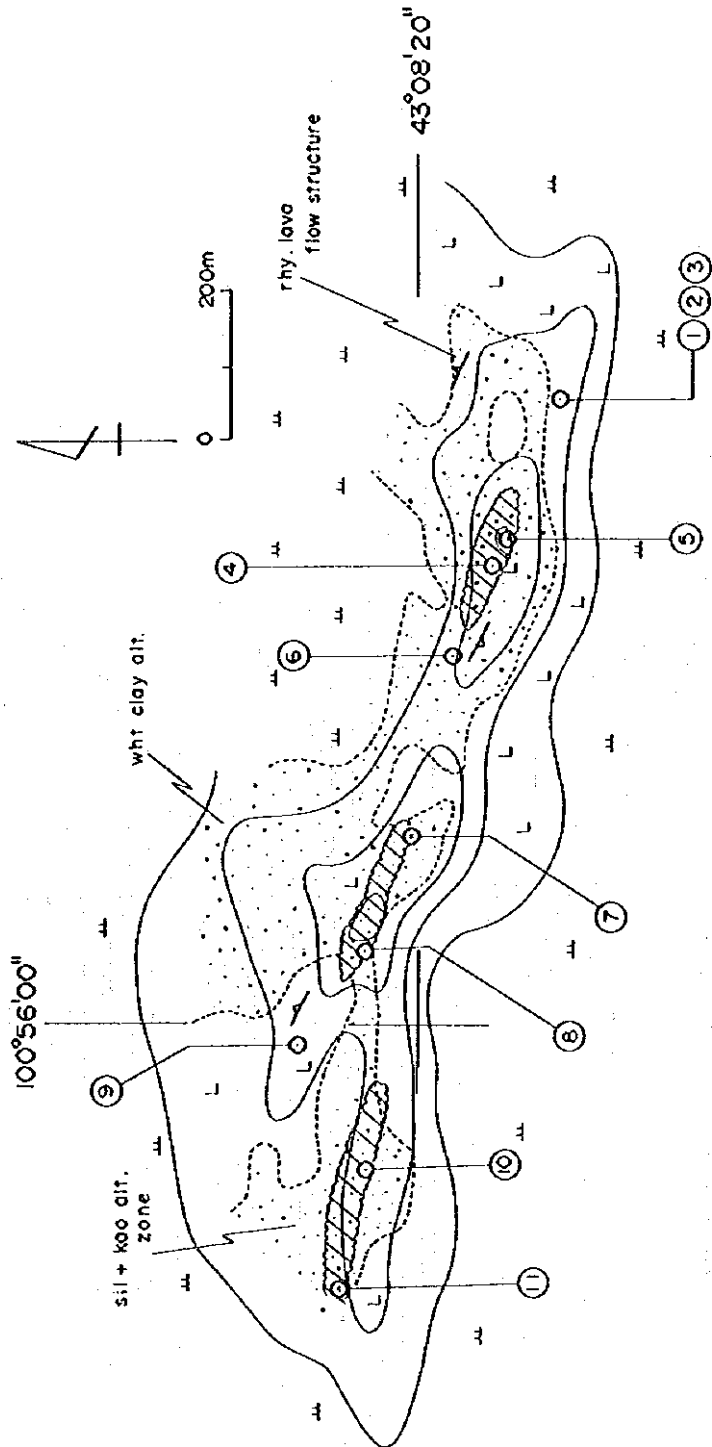 100°56'00"
43°08'20"
0 200m
wht clay alt.
rhy. lava
flow structure
sil + kao alt.
zone
9
6
4
11
10
8
7
5
1 2 3